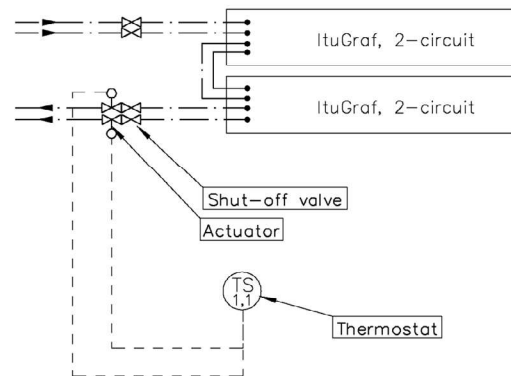 ItuGraf, 2-circuit
ItuGraf, 2-circuit
Shut-off valve
Actuator
TS
1.1
Thermostat